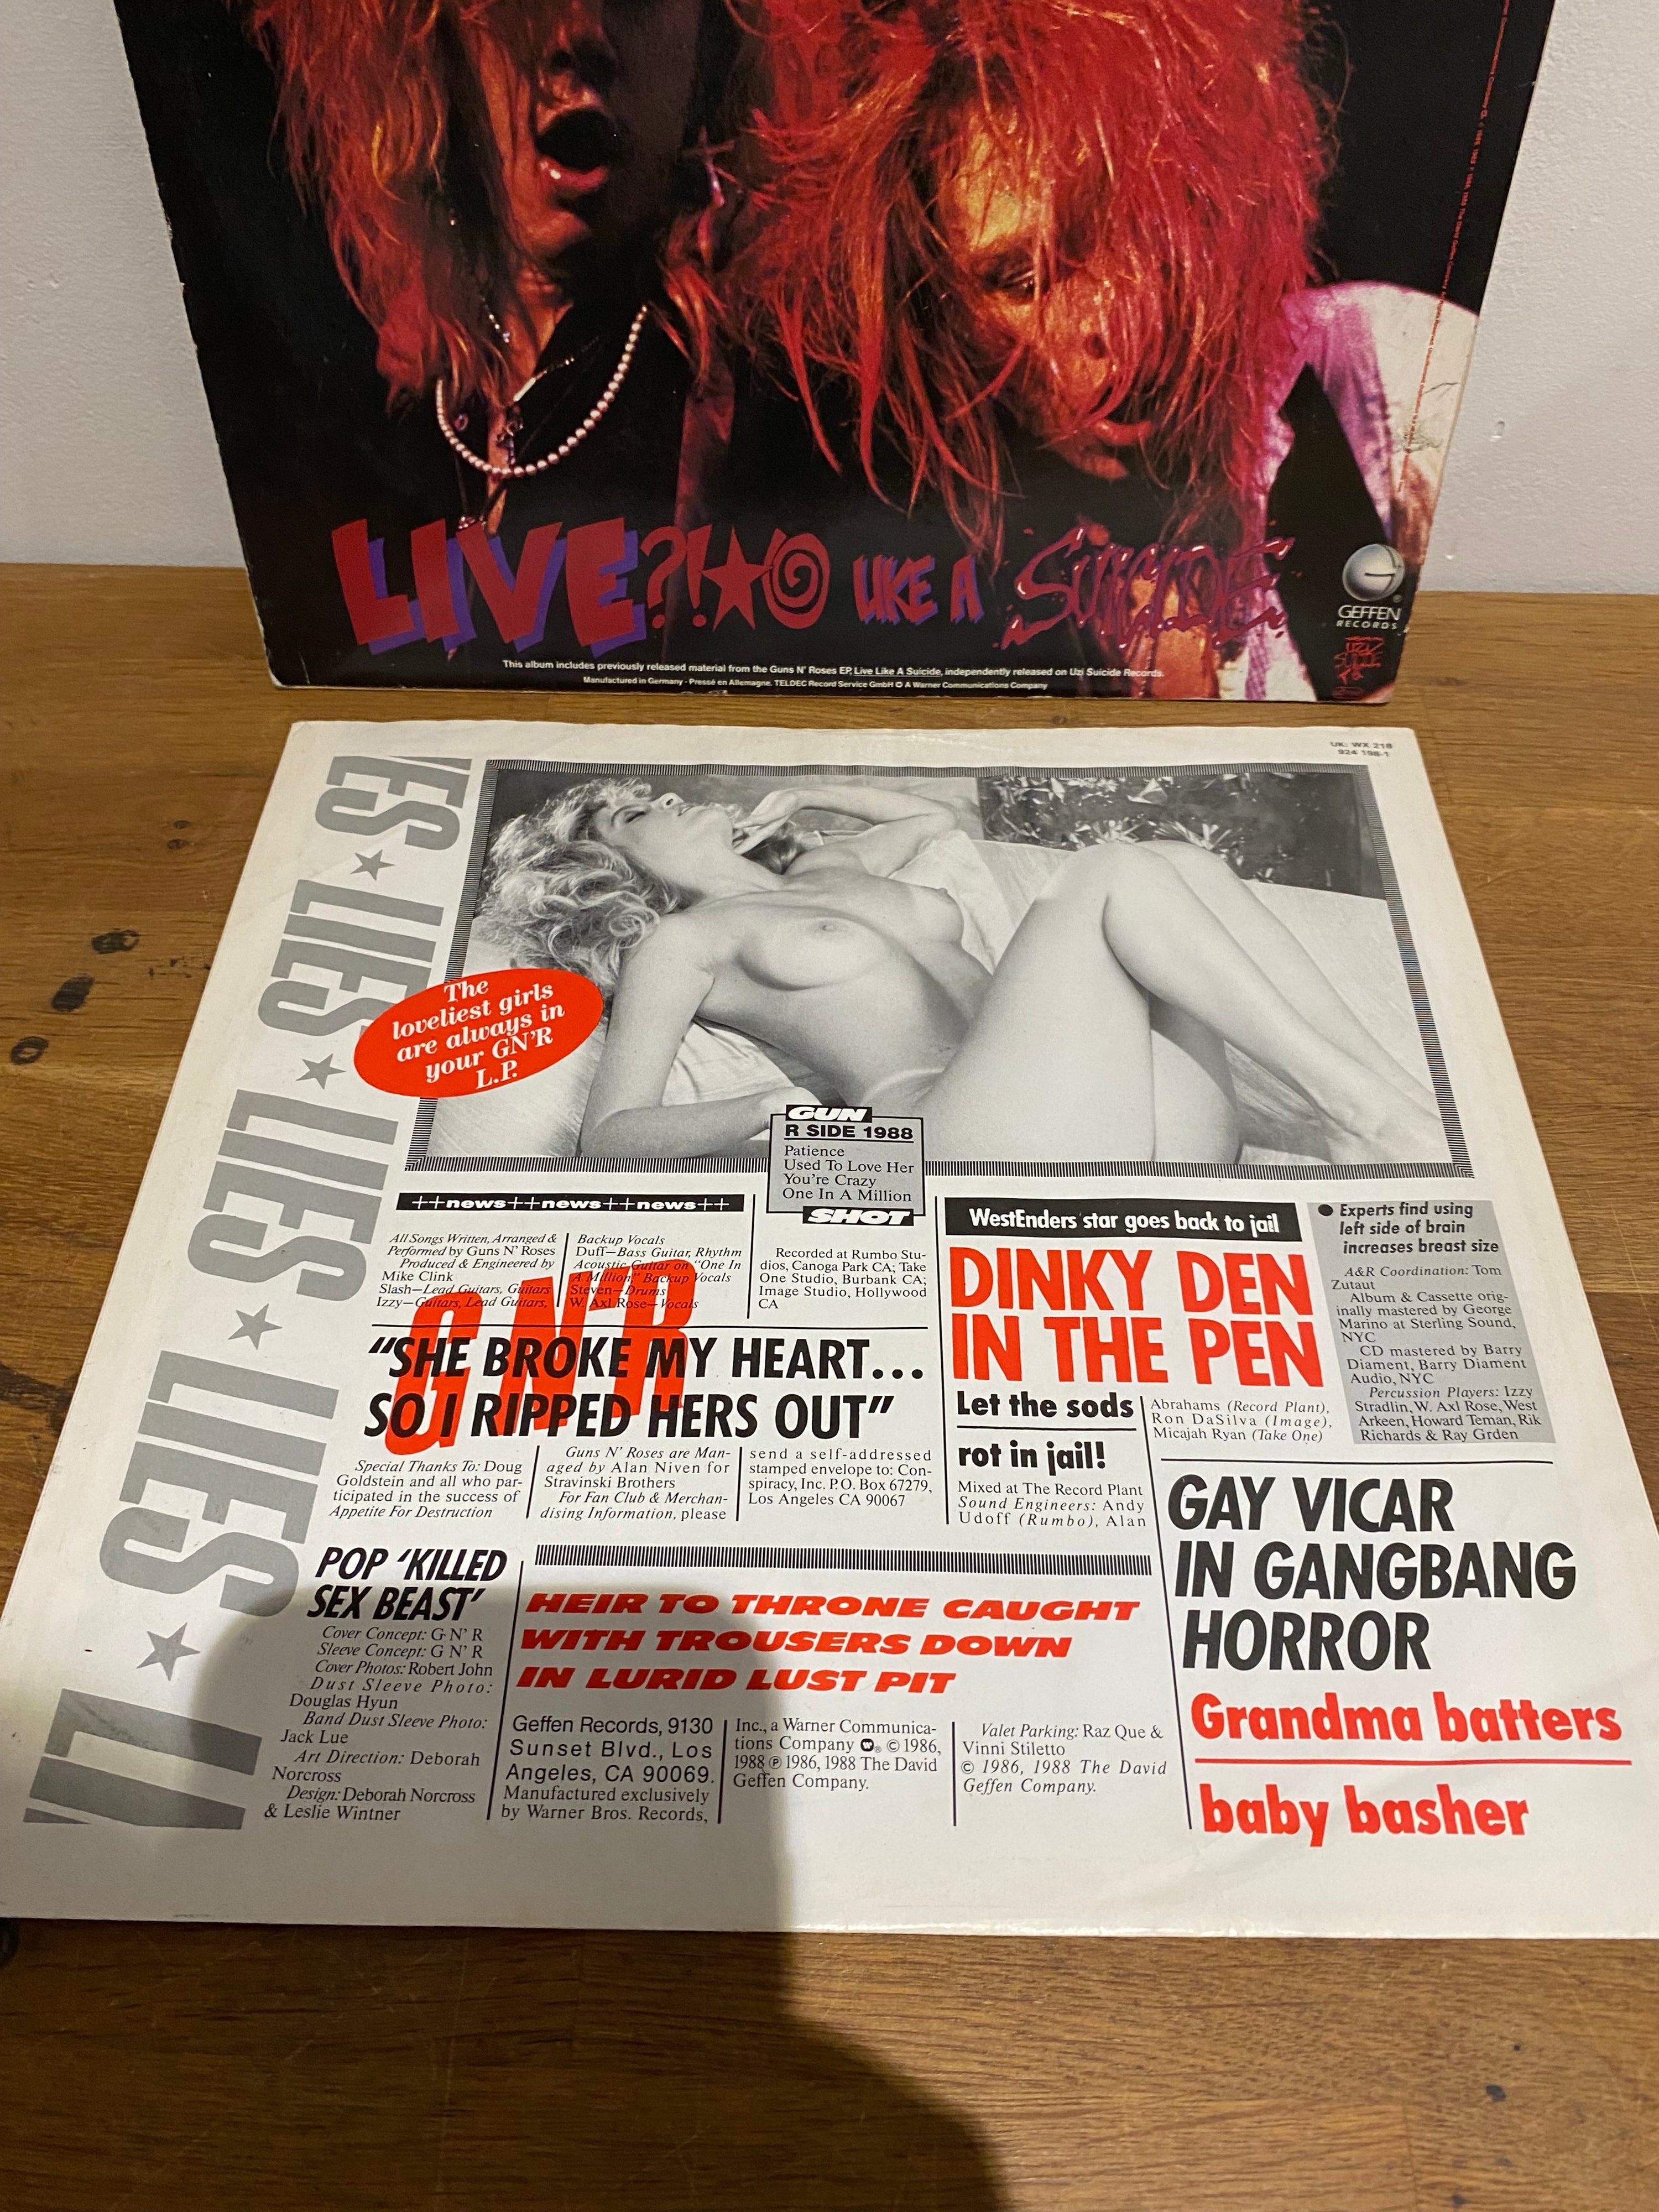 LIVE?!★@ LIKE A SUICIDE
GEFFEN
RECORDS
This album includes previously released material from the Guns N' Roses EP, Live Like A Suicide, independently released on Uzi Suicide Records.
Manufactured in Germany · Pressé en Allemagne. TELDEC Record Service GmbH A Warner Communications Company
UK: WX 218
924 198-1
IES ★ LIES ★ LIES ★ LIES ★ LI
The
loveliest girls
are always in
your GN'R
L.P.
GUN
R SIDE 1988
Patience
Used To Love Her
You're Crazy
One In A Million
SHOT
++news++news++news++
All Songs Written, Arranged &
Performed by Guns N' Roses
Produced & Engineered by
Mike Clink
Slash—Lead Guitars, Guitars
Izzy—Guitars, Lead Guitars,
Backup Vocals
Duff—Bass Guitar, Rhythm
Acoustic Guitar on "One In
A Million," Backup Vocals
Steven—Drums
W. Axl Rose—Vocals
Recorded at Rumbo Stu-
dios, Canoga Park CA; Take
One Studio, Burbank CA;
Image Studio, Hollywood
CA
GNR
"SHE BROKE MY HEART...
SO I RIPPED HERS OUT"
Special Thanks To: Doug
Goldstein and all who par-
ticipated in the success of
Appetite For Destruction
Guns N' Roses are Man-
aged by Alan Niven for
Stravinski Brothers
For Fan Club & Merchan-
dising Information, please
send a self-addressed
stamped envelope to: Con-
spiracy, Inc. P.O. Box 67279,
Los Angeles CA 90067
WestEnders star goes back to jail
DINKY DEN
IN THE PEN
Let the sods
rot in jail!
Mixed at The Record Plant
Sound Engineers: Andy
Udoff (Rumbo), Alan
Abrahams (Record Plant),
Ron DaSilva (Image),
Micajah Ryan (Take One)
● Experts find using
left side of brain
increases breast size
A&R Coordination: Tom
Zutaut
Album & Cassette orig-
inally mastered by George
Marino at Sterling Sound,
NYC
CD mastered by Barry
Diament, Barry Diament
Audio, NYC
Percussion Players: Izzy
Stradlin, W. Axl Rose, West
Arkeen, Howard Teman, Rik
Richards & Ray Grden
GAY VICAR
IN GANGBANG
HORROR
Grandma batters
baby basher
POP 'KILLED
SEX BEAST'
Cover Concept: G N' R
Sleeve Concept: G N' R
Cover Photos: Robert John
Dust Sleeve Photo:
Douglas Hyun
Band Dust Sleeve Photo:
Jack Lue
Art Direction: Deborah
Norcross
Design: Deborah Norcross
& Leslie Wintner
HEIR TO THRONE CAUGHT
WITH TROUSERS DOWN
IN LURID LUST PIT
Geffen Records, 9130
Sunset Blvd., Los
Angeles, CA 90069.
Manufactured exclusively
by Warner Bros. Records,
Inc., a Warner Communica-
tions Company ©1986,
1988 ℗ 1986, 1988 The David
Geffen Company.
Valet Parking: Raz Que &
Vinni Stiletto
© 1986, 1988 The David
Geffen Company.